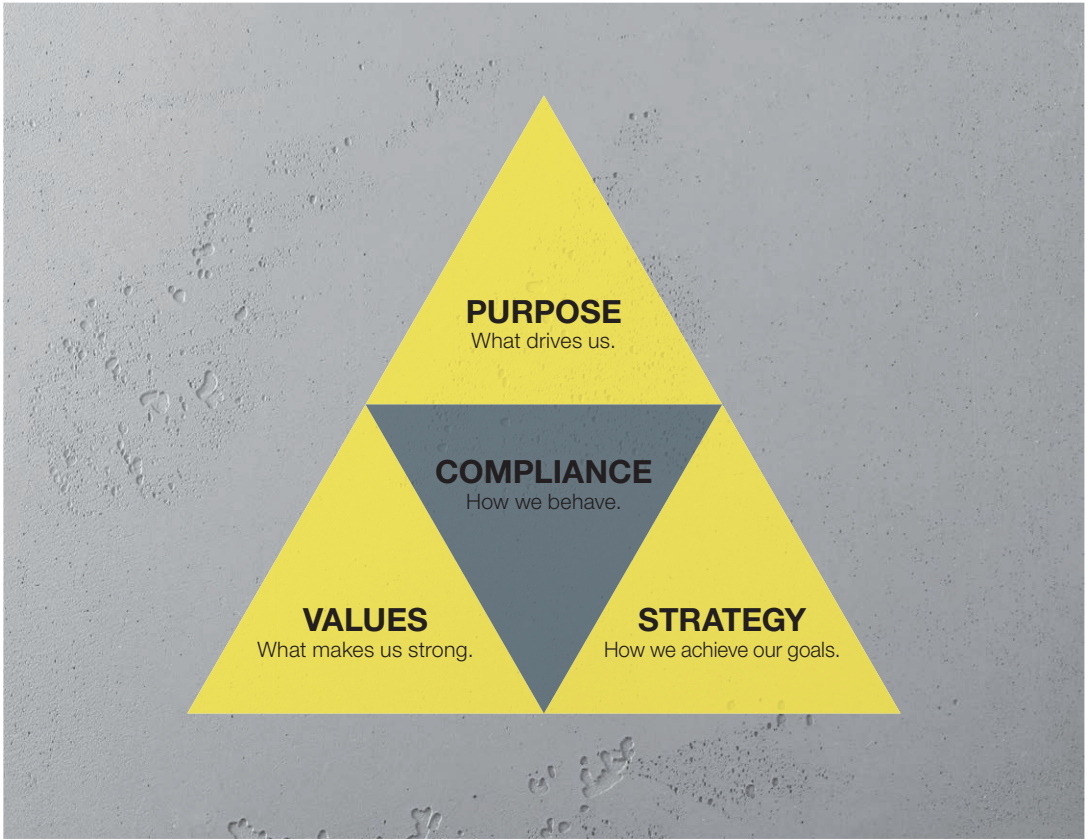 PURPOSE
What drives us.
COMPLIANCE
How we behave.
VALUES
What makes us strong.
STRATEGY
How we achieve our goals.